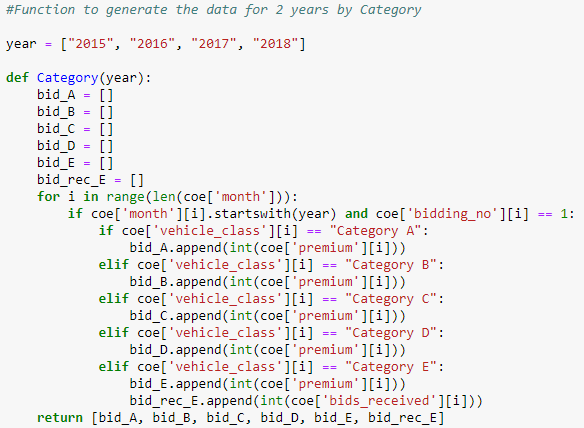 #Function to generate the data for 2 years by Category
year = ["2015", "2016", "2017", "2018"]
def Category(year):
    bid_A = []
    bid_B = []
    bid_C = []
    bid_D = []
    bid_E = []
    bid_rec_E = []
    for i in range(len(coe['month'])):
        if coe['month'][i].startswith(year) and coe['bidding_no'][i] == 1:
            if coe['vehicle_class'][i] == "Category A":
                bid_A.append(int(coe['premium'][i]))
            elif coe['vehicle_class'][i] == "Category B":
                bid_B.append(int(coe['premium'][i]))
            elif coe['vehicle_class'][i] == "Category C":
                bid_C.append(int(coe['premium'][i]))
            elif coe['vehicle_class'][i] == "Category D":
                bid_D.append(int(coe['premium'][i]))
            elif coe['vehicle_class'][i] == "Category E":
                bid_E.append(int(coe['premium'][i]))
                bid_rec_E.append(int(coe['bids_received'][i]))
    return [bid_A, bid_B, bid_C, bid_D, bid_E, bid_rec_E]